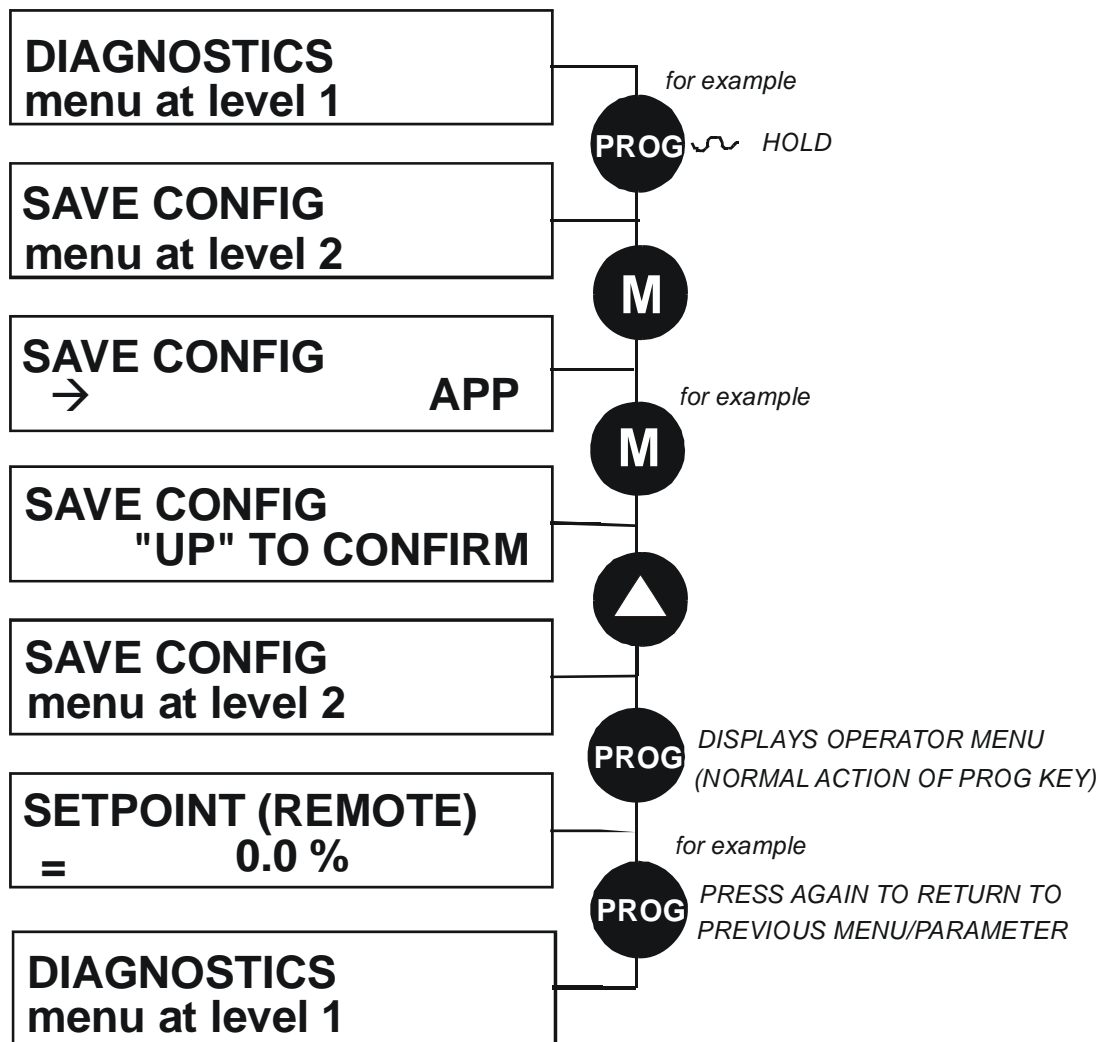 DIAGNOSTICS
menu at level 1
for example
PROG HOLD
SAVE CONFIG
menu at level 2
M
SAVE CONFIG
→ APP
for example
M
SAVE CONFIG
"UP" TO CONFIRM
SAVE CONFIG
menu at level 2
PROG
DISPLAYS OPERATOR MENU
(NORMAL ACTION OF PROG KEY)
SETPOINT (REMOTE)
= 0.0 %
for example
PROG
PRESS AGAIN TO RETURN TO
PREVIOUS MENU/PARAMETER
DIAGNOSTICS
menu at level 1